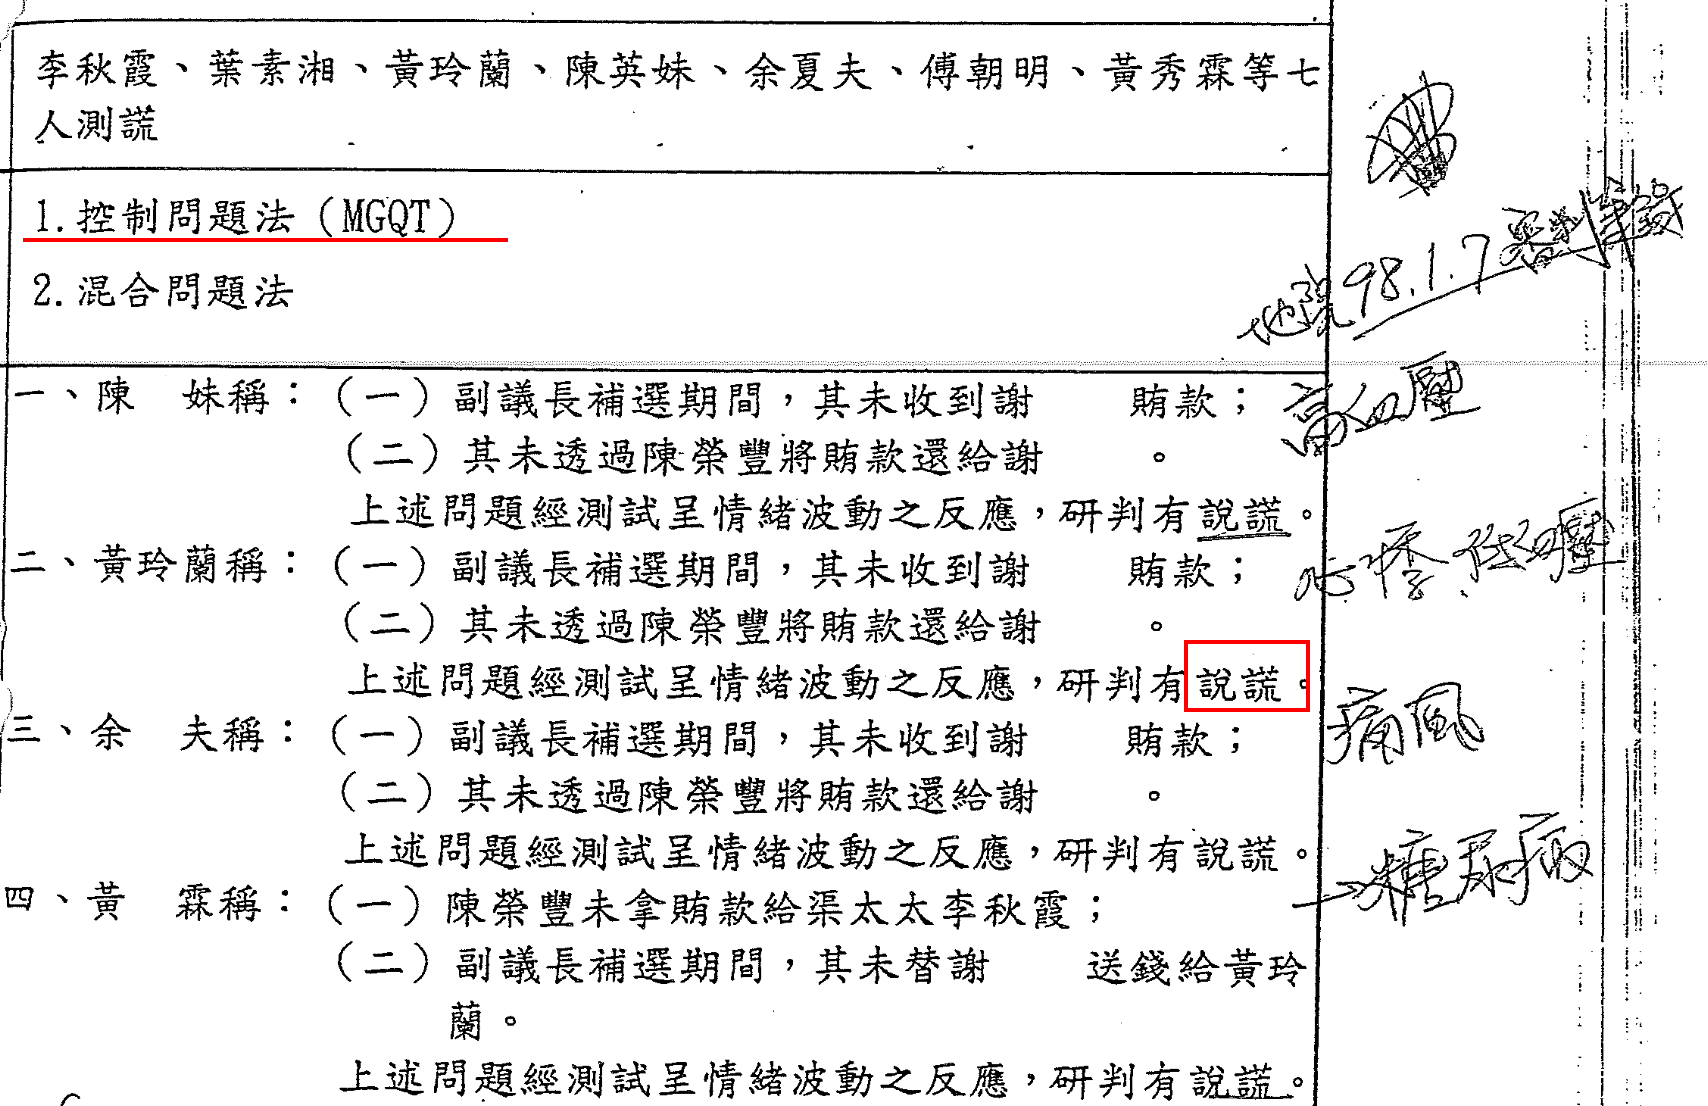 李秋霞、葉素湘、黃玲蘭、陳英妹、余夏夫、傅朝明、黃秀霖等七
人測謊
1.控制問題法（MGQT）
2.混合問題法
地院98.1.7
一、陳 妹稱：（一）副議長補選期間，其未收到謝 賄款；
高血壓
（二）其未透過陳榮豐將賄款還給謝 。
上述問題經測試呈情緒波動之反應，研判有說謊。
二、黃玲蘭稱：（一）副議長補選期間，其未收到謝 賄款；
心悸、低血壓
（二）其未透過陳榮豐將賄款還給謝 。
上述問題經測試呈情緒波動之反應，研判有說謊。
三、余 夫稱：（一）副議長補選期間，其未收到謝 賄款；
痛風
（二）其未透過陳榮豐將賄款還給謝 。
上述問題經測試呈情緒波動之反應，研判有說謊。
→糖尿病
四、黃 霖稱：（一）陳榮豐未拿賄款給渠太太李秋霞；
（二）副議長補選期間，其未替謝 送錢給黃玲
蘭。
上述問題經測試呈情緒波動之反應，研判有說謊。